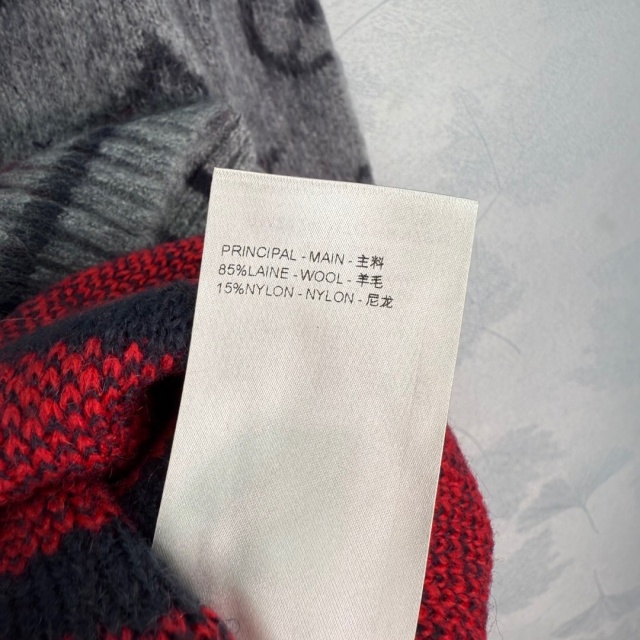 PRINCIPAL - MAIN - 主料
85%LAINE - WOOL - 羊毛
15%NYLON - NYLON - 尼龙